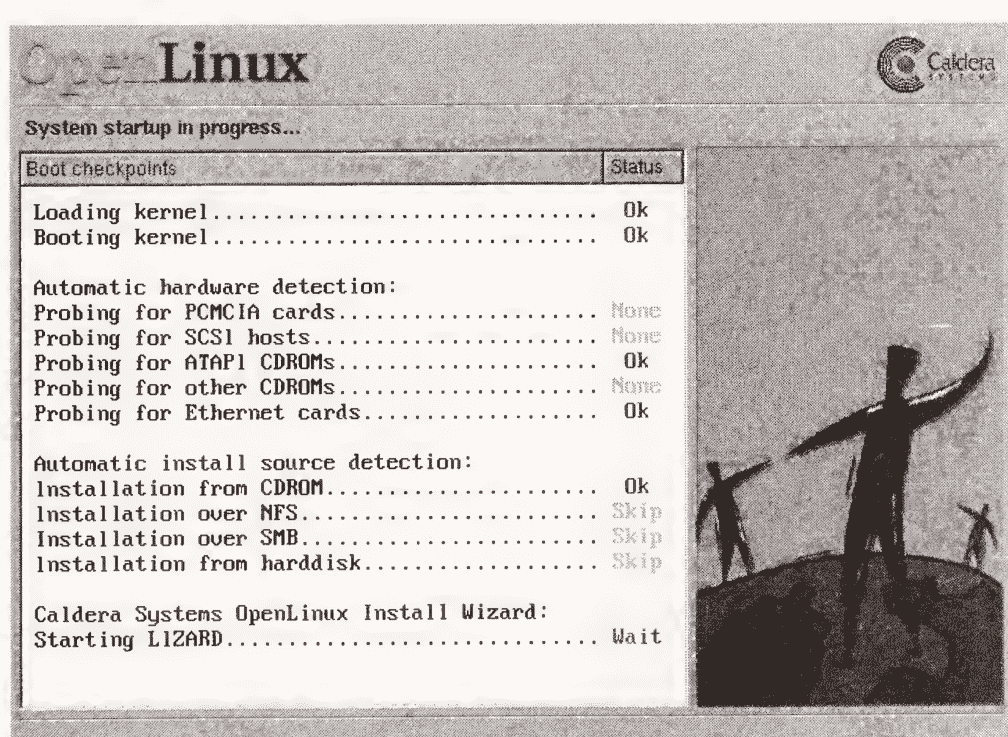 OpenLinux
Caldera
SYSTEMS
System startup in progress...
Boot checkpoints Status
Loading kernel............................... Ok
Booting kernel............................... Ok
Automatic hardware detection:
Probing for PCMCIA cards..................... None
Probing for SCSI hosts....................... None
Probing for ATAPI CDROMs..................... Ok
Probing for other CDROMs..................... None
Probing for Ethernet cards................... Ok
Automatic install source detection:
Installation from CDROM...................... Ok
Installation over NFS........................ Skip
Installation over SMB........................ Skip
Installation from harddisk................... Skip
Caldera Systems OpenLinux Install Wizard:
Starting LIZARD.............................. Wait